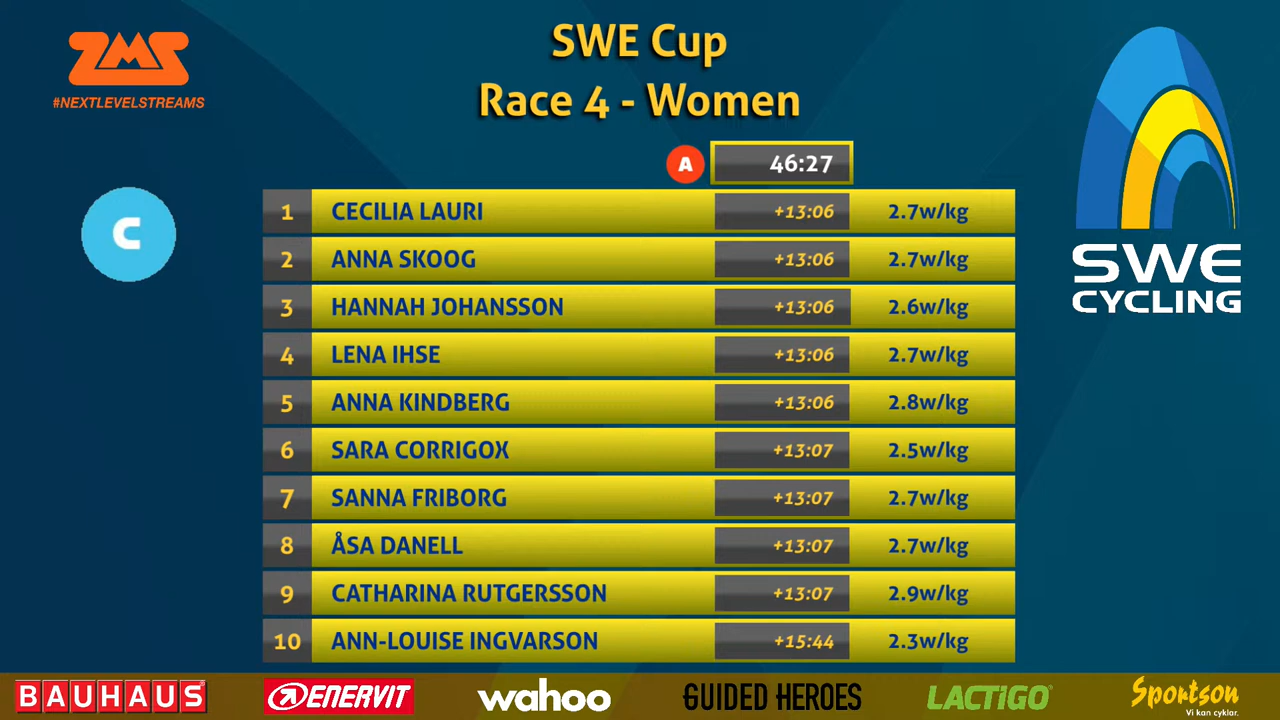 ZMS
#NEXTLEVELSTREAMS
SWE Cup
Race 4 - Women
A 46:27
C
1 CECILIA LAURI +13:06 2.7w/kg
2 ANNA SKOOG +13:06 2.7w/kg
3 HANNAH JOHANSSON +13:06 2.6w/kg
4 LENA IHSE +13:06 2.7w/kg
5 ANNA KINDBERG +13:06 2.8w/kg
6 SARA CORRIGOX +13:07 2.5w/kg
7 SANNA FRIBORG +13:07 2.7w/kg
8 ÅSA DANELL +13:07 2.7w/kg
9 CATHARINA RUTGERSSON +13:07 2.9w/kg
10 ANN-LOUISE INGVARSON +15:44 2.3w/kg
SWE
CYCLING
BAUHAUS® ENERVIT wahoo GUIDED HEROES LACTIGO Sportson
Vi kan cyklar.